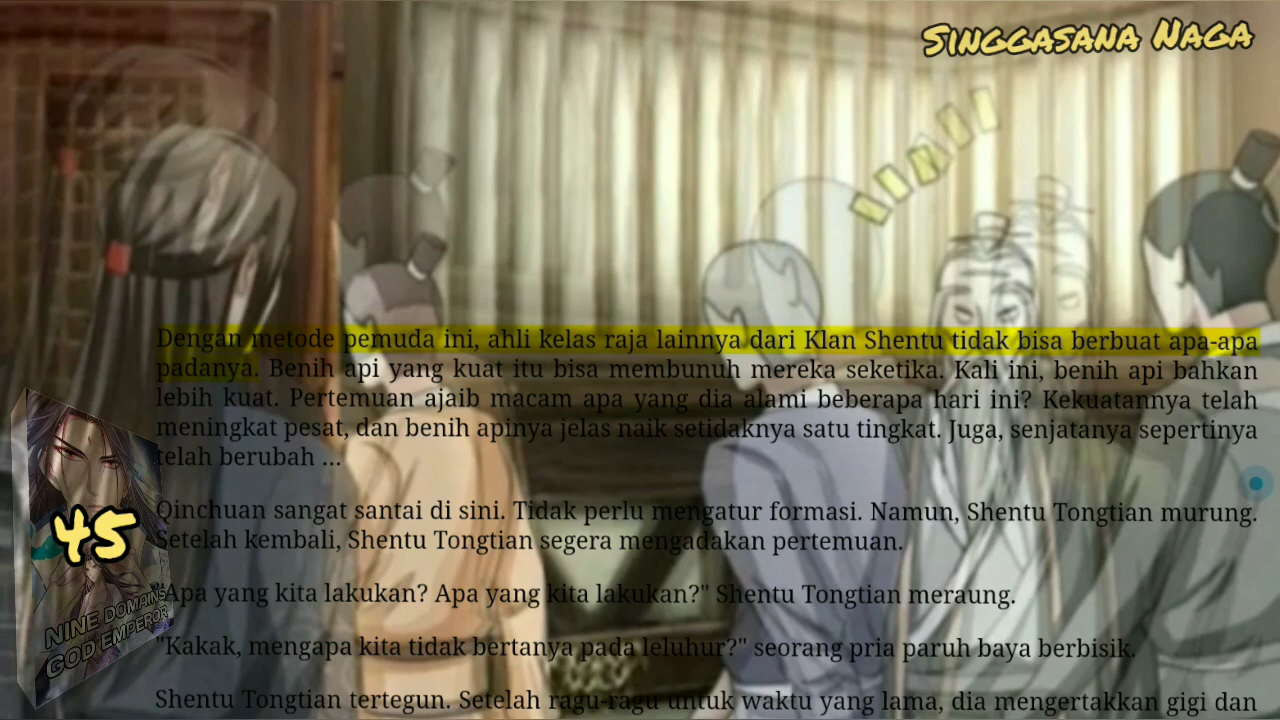 Singgasana Naga
Dengan metode pemuda ini, ahli kelas raja lainnya dari Klan Shentu tidak bisa berbuat apa-apa
padanya. Benih api yang kuat itu bisa membunuh mereka seketika. Kali ini, benih api bahkan
lebih kuat. Pertemuan ajaib macam apa yang dia alami beberapa hari ini? Kekuatannya telah
meningkat pesat, dan benih apinya jelas naik setidaknya satu tingkat. Juga, senjatanya sepertinya
telah berubah ...
Qinchuan sangat santai di sini. Tidak perlu mengatur formasi. Namun, Shentu Tongtian murung.
Setelah kembali, Shentu Tongtian segera mengadakan pertemuan.
"Apa yang kita lakukan? Apa yang kita lakukan?" Shentu Tongtian meraung.
"Kakak, mengapa kita tidak bertanya pada leluhur?" seorang pria paruh baya berbisik.
Shentu Tongtian tertegun. Setelah ragu-ragu untuk waktu yang lama, dia mengertakkan gigi dan
45
NINE DOMAINS
GOD EMPEROR